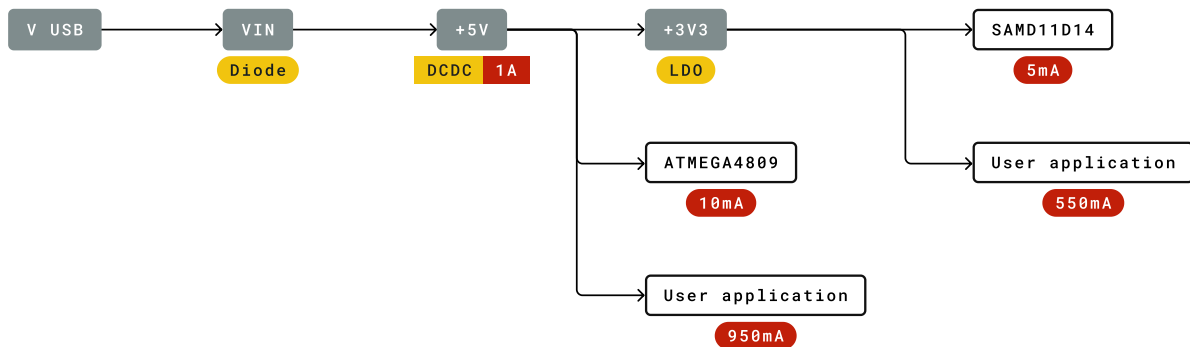 V USB
VIN
+5V
+3V3
SAMD11D14
Diode
DCDC 1A
LDO
5mA
ATMEGA4809
User application
10mA
550mA
User application
950mA